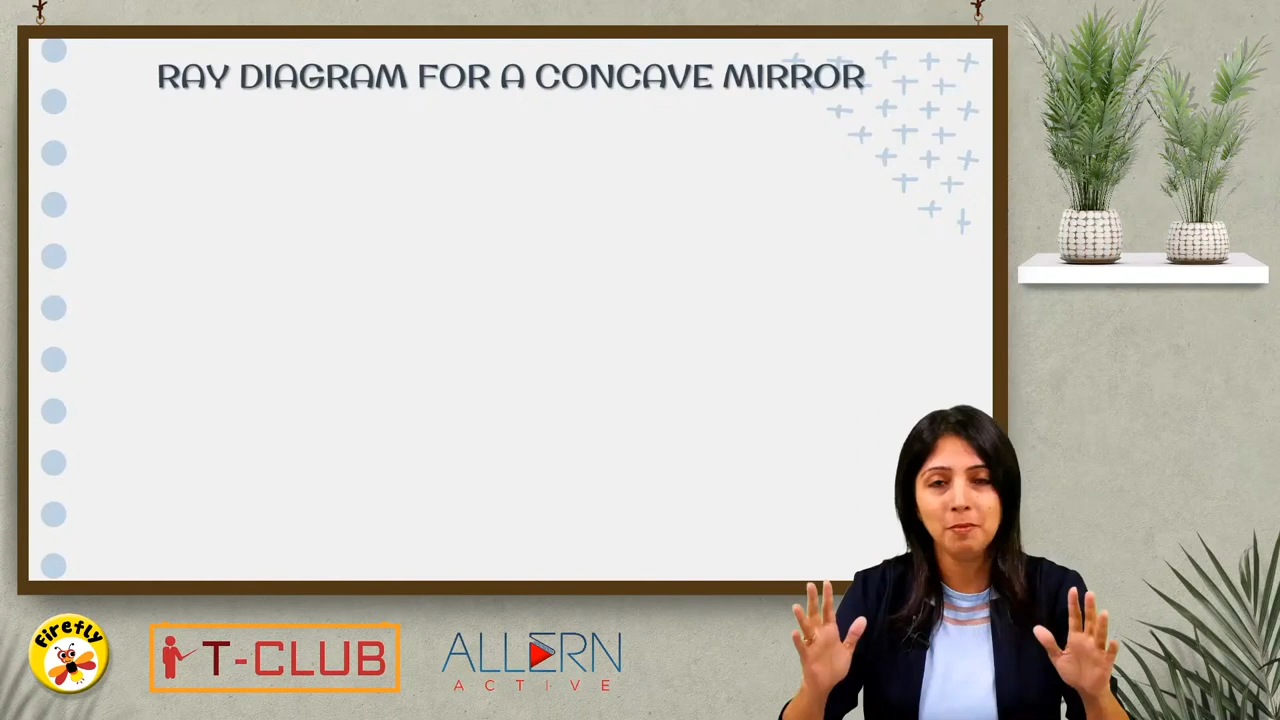 RAY DIAGRAM FOR A CONCAVE MIRROR
Firefly
T-CLUB
ALLERN
ACTIVE